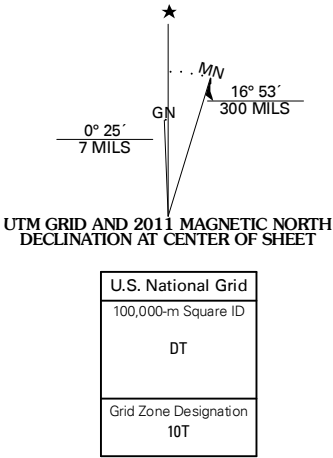 MN
GN
16° 53´
300 MILS
0° 25´
7 MILS
UTM GRID AND 2011 MAGNETIC NORTH
DECLINATION AT CENTER OF SHEET
U.S. National Grid
100,000-m Square ID
DT
Grid Zone Designation
10T